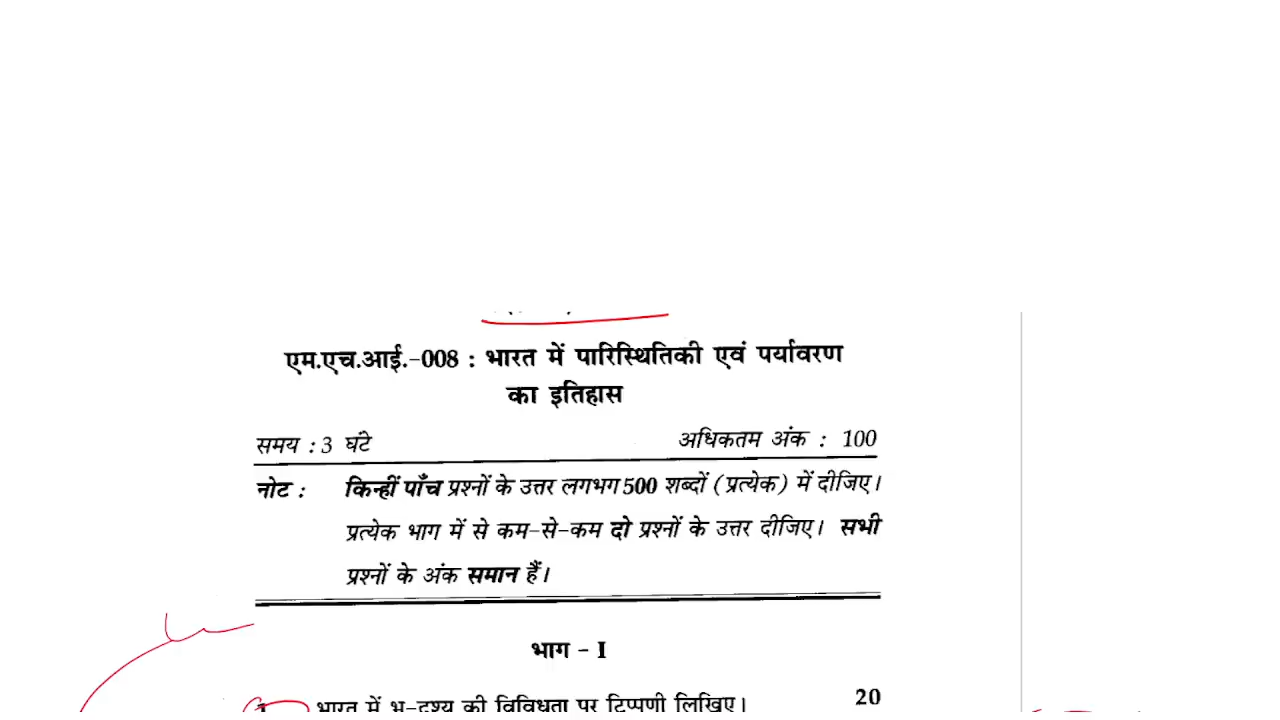 एम.एच.आई.-008 : भारत में पारिस्थितिकी एवं पर्यावरण
का इतिहास
समय : 3 घंटे अधिकतम अंक : 100
नोट : किन्हीं पाँच प्रश्नों के उत्तर लगभग 500 शब्दों (प्रत्येक) में दीजिए।
प्रत्येक भाग में से कम-से-कम दो प्रश्नों के उत्तर दीजिए। सभी
प्रश्नों के अंक समान हैं।
भाग - I
1. भारत में भू-दृश्य की विविधता पर टिप्पणी लिखिए। 20